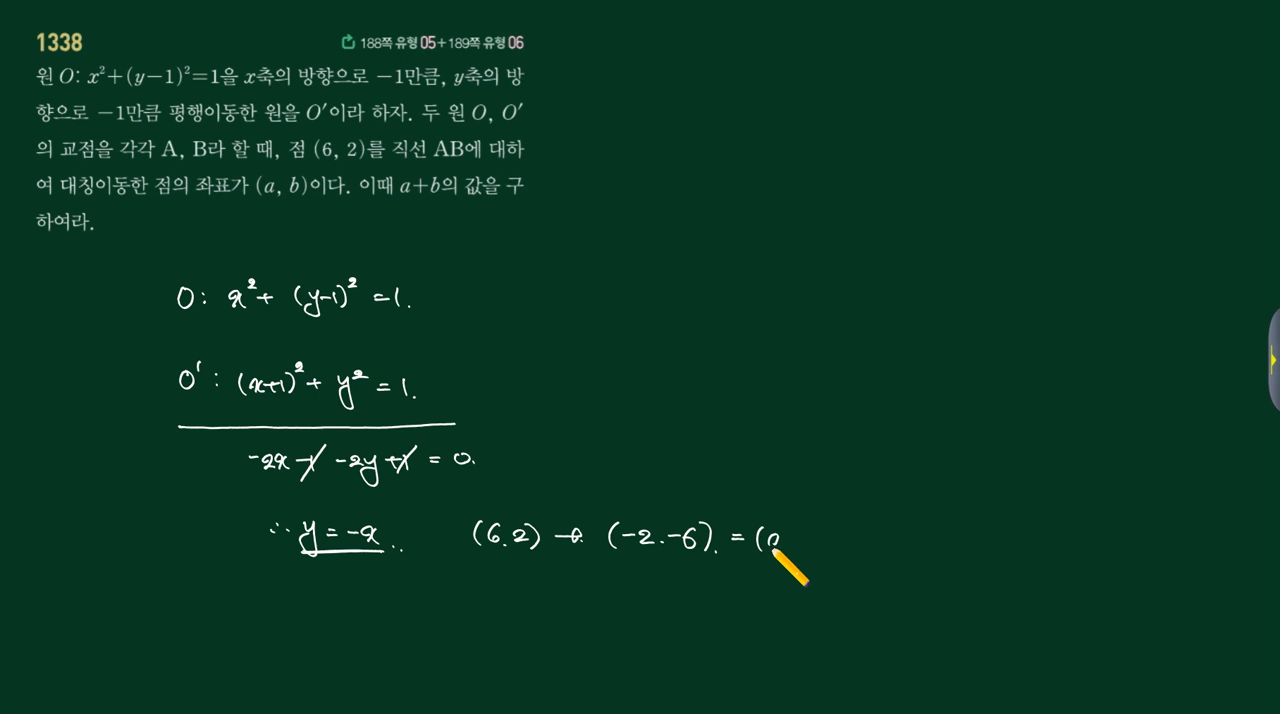 1338
188쪽 유형 05+189쪽 유형 06
원 O: x²+(y−1)²=1을 x축의 방향으로 −1만큼, y축의 방
향으로 −1만큼 평행이동한 원을 O′이라 하자. 두 원 O, O′
의 교점을 각각 A, B라 할 때, 점 (6, 2)를 직선 AB에 대하
여 대칭이동한 점의 좌표가 (a, b)이다. 이때 a+b의 값을 구
하여라.
O: x²+ (y-1)² =1.
O′: (x+1)²+ y² = 1.
-2x-1 -2y+1 = 0.
∴ y = -x.. (6.2) → (-2.-6). = (a